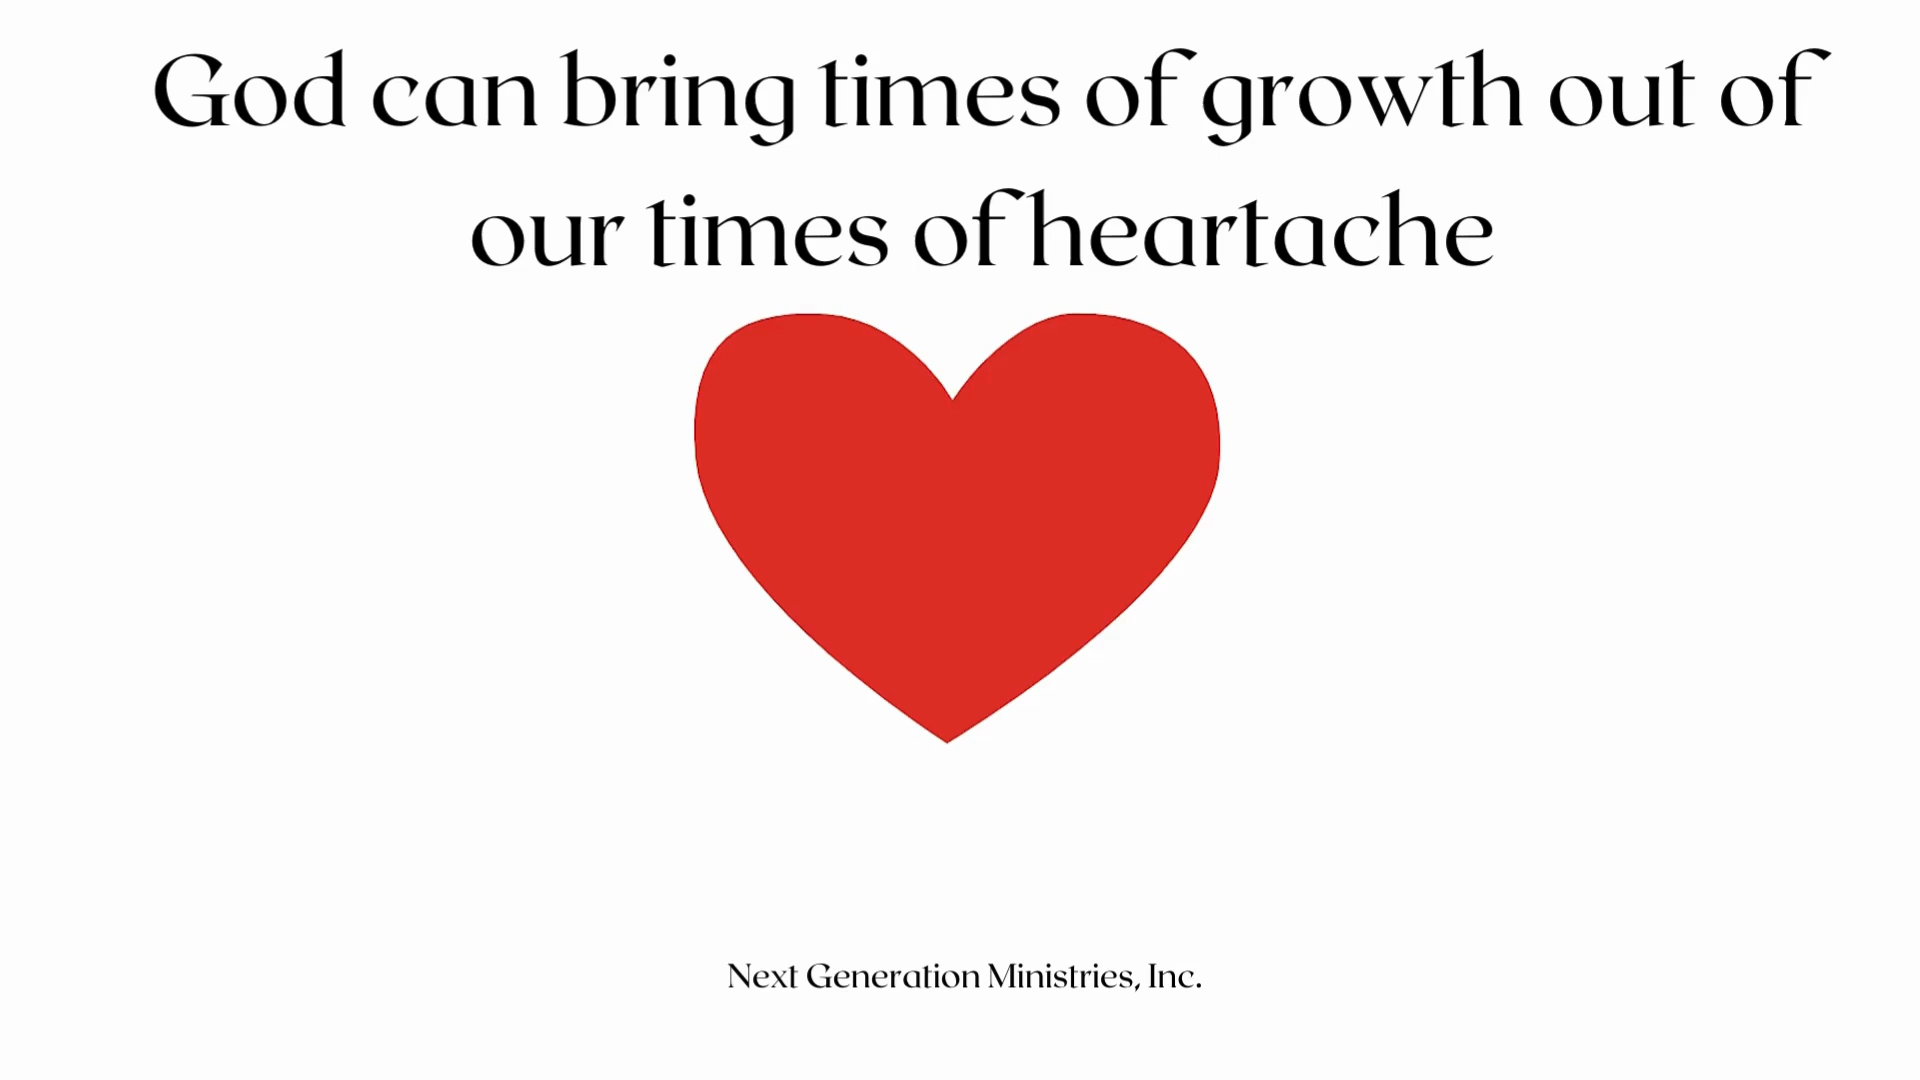 God can bring times of growth out of
our times of heartache
Next Generation Ministries, Inc.